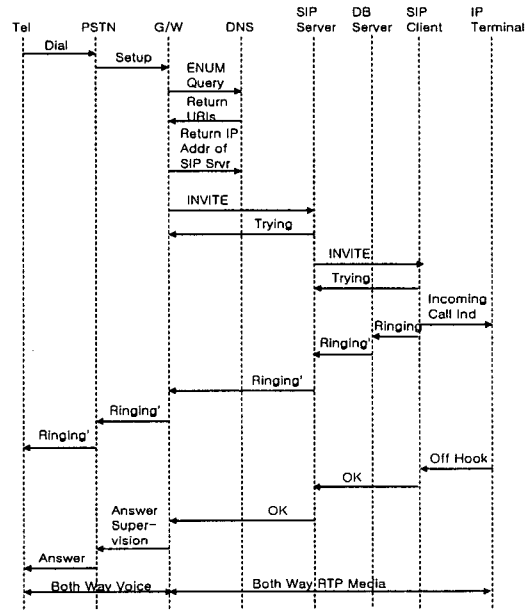 Tel PSTN G/W DNS SIP Server DB Server SIP Client IP Terminal
Dial
Setup
ENUM
Query
Return
URIs
Return IP
Addr of
SIP Srvr
INVITE
Trying
INVITE
Trying
Incoming
Call Ind
Ringing
Ringing'
Ringing'
Ringing'
Ringing'
Off Hook
OK
OK
Answer
Super-
vision
Answer
Both Way Voice
Both Way RTP Media